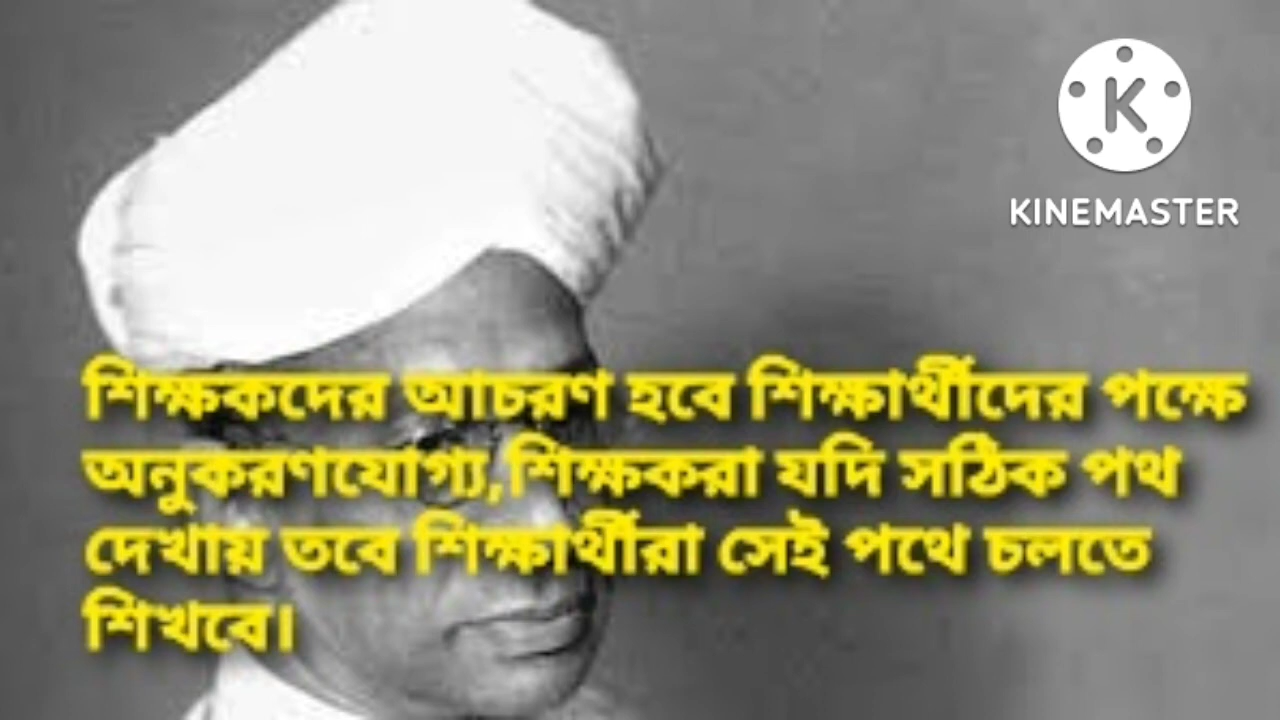 KINEMASTER
শিক্ষকদের আচরণ হবে শিক্ষার্থীদের পক্ষে
অনুকরণযোগ্য,শিক্ষকরা যদি সঠিক পথ
দেখায় তবে শিক্ষার্থীরা সেই পথে চলতে
শিখবে।